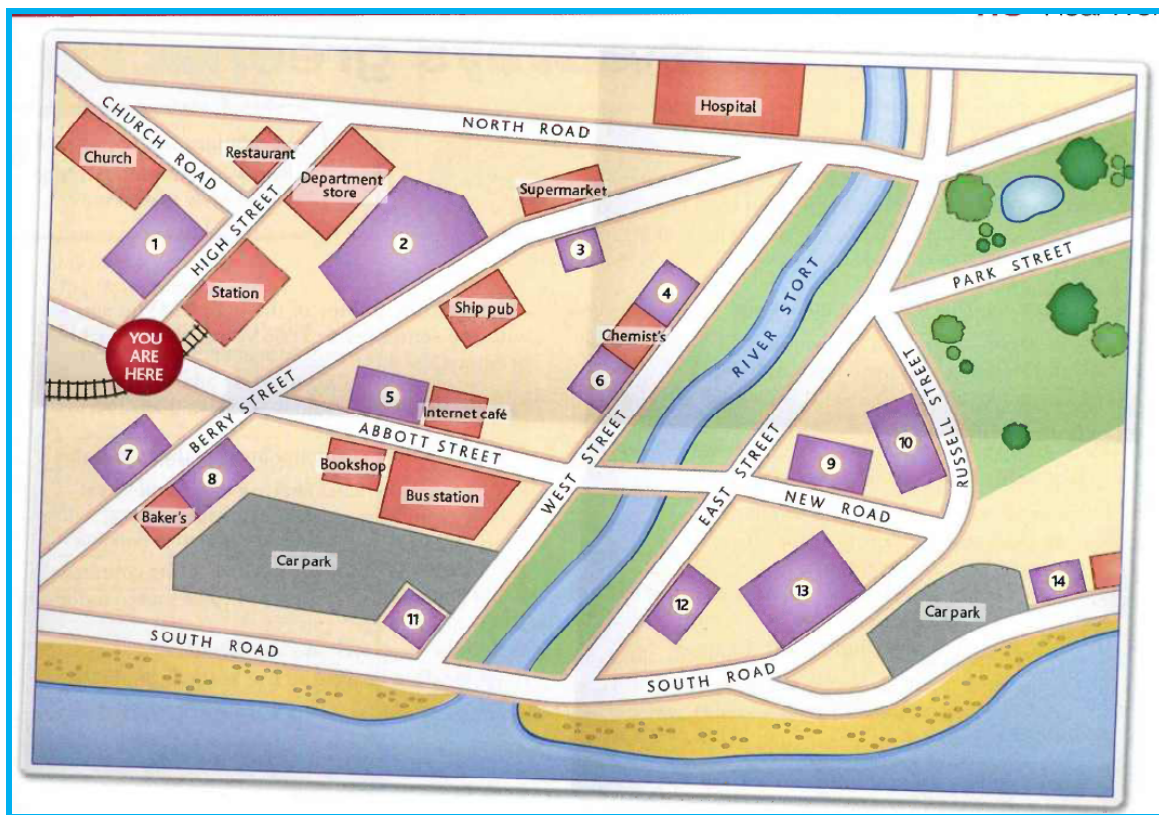 Hospital
NORTH ROAD
CHURCH ROAD
Church
Restaurant
Department
store
Supermarket
HIGH STREET
1
2
3
PARK STREET
Station
Ship pub
4
Chemist's
6
RIVER STORT
YOU
ARE
HERE
BERRY STREET
5
Internet café
ABBOTT STREET
WEST STREET
EAST STREET
RUSSELL STREET
7
8
Baker's
Bookshop
Bus station
9
10
NEW ROAD
Car park
11
12
13
14
Car park
SOUTH ROAD
SOUTH ROAD